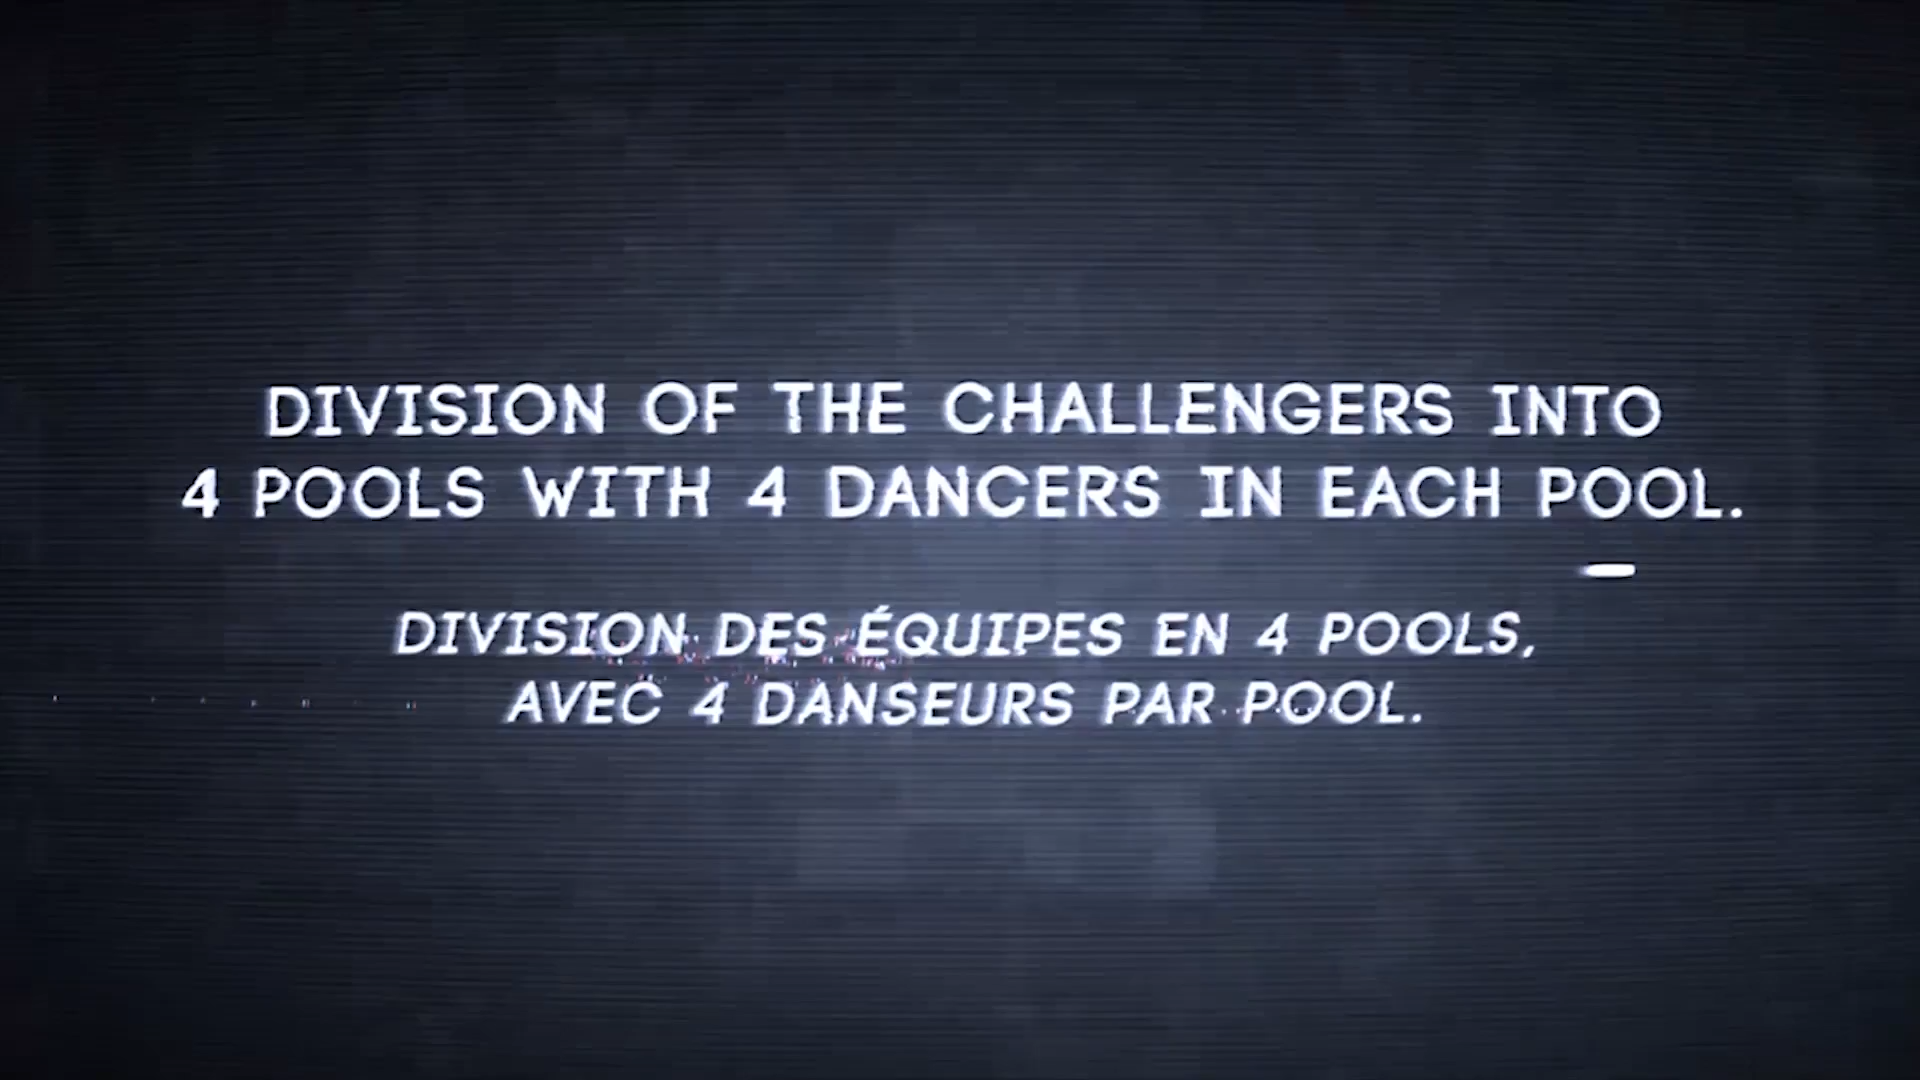 DIVISION OF THE CHALLENGERS INTO
4 POOLS WITH 4 DANCERS IN EACH POOL.
DIVISION DES ÉQUIPES EN 4 POOLS,
AVEC 4 DANSEURS PAR POOL.